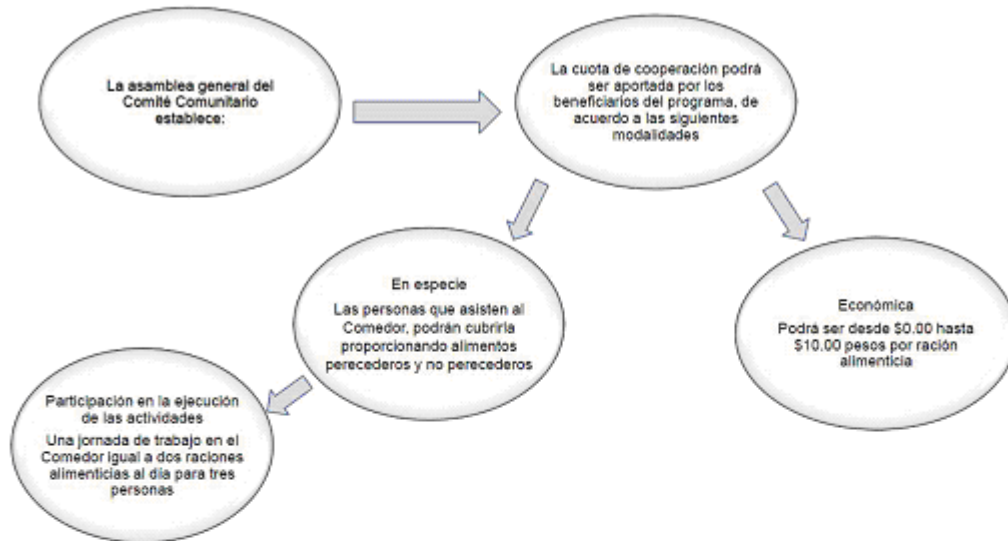 La asamblea general del
Comité Comunitario
establece:
La cuota de cooperación podrá
ser aportada por los
beneficiarios del programa, de
acuerdo a las siguientes
modalidades
En especie
Las personas que asisten al
Comedor, podrán cubrirla
proporcionando alimentos
perecederos y no perecederos
Económica
Podrá ser desde $0.00 hasta
$10.00 pesos por ración
alimenticia
Participación en la ejecución
de las actividades
Una jornada de trabajo en el
Comedor igual a dos raciones
alimenticias al día para tres
personas